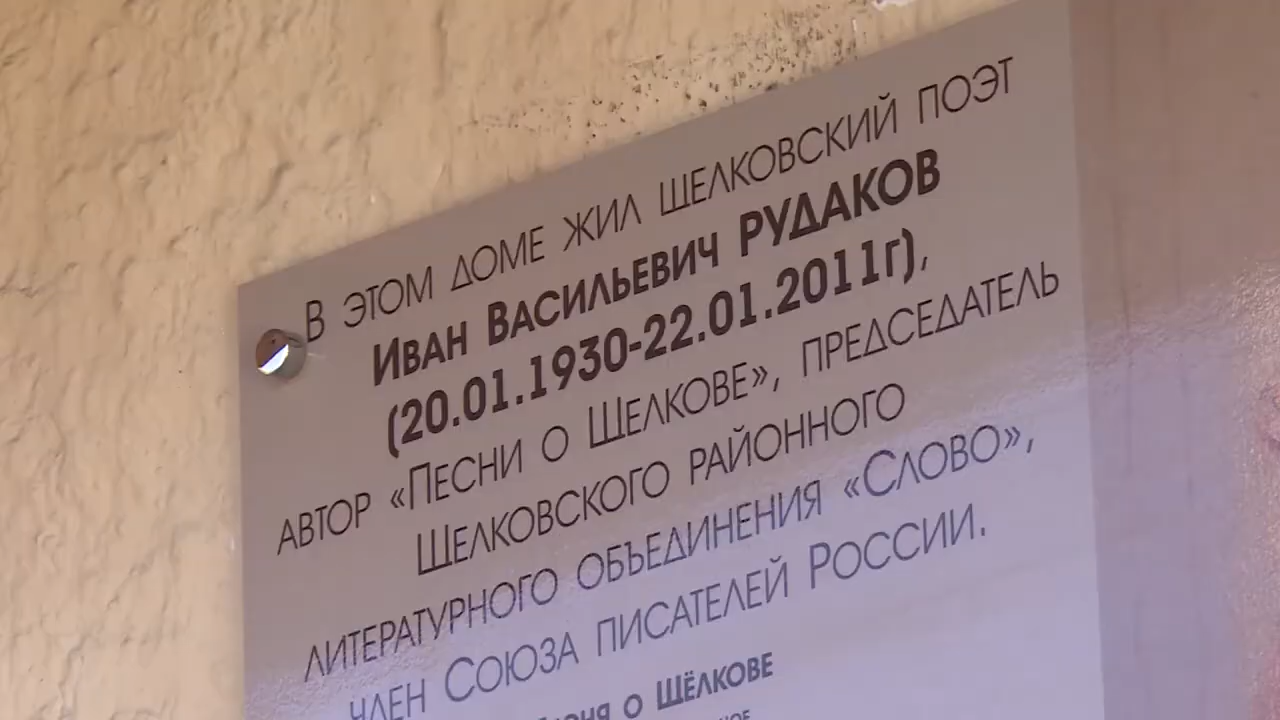 В ЭТОМ ДОМЕ ЖИЛ ЩЕЛКОВСКИЙ ПОЭТ
ИВАН ВАСИЛЬЕВИЧ РУДАКОВ
(20.01.1930-22.01.2011г),
АВТОР «ПЕСНИ О ЩЕЛКОВЕ», ПРЕДСЕДАТЕЛЬ
ЩЕЛКОВСКОГО РАЙОННОГО
ЛИТЕРАТУРНОГО ОБЪЕДИНЕНИЯ «СЛОВО»,
ЧЛЕН СОЮЗА ПИСАТЕЛЕЙ РОССИИ.
О ЩЁЛКОВЕ